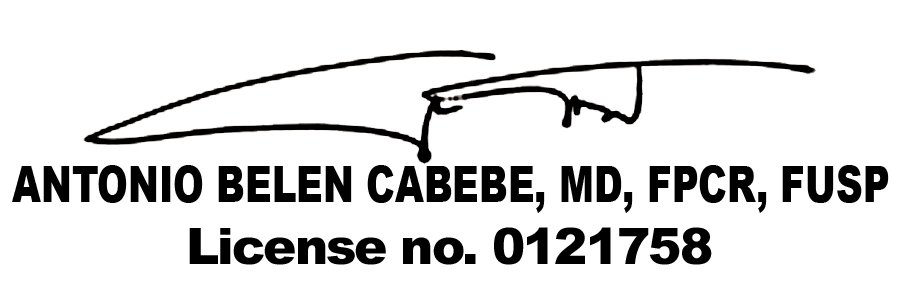 ANTONIO BELEN CABEBE, MD, FPCR, FUSP
License no. 0121758